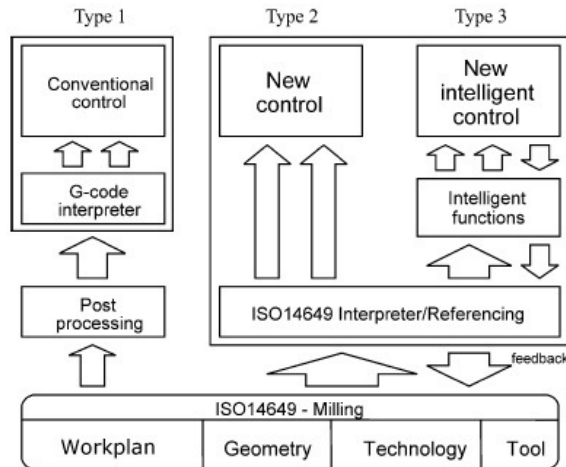 Type 1
Type 2
Type 3
Conventional
control
New
control
New
intelligent
control
G-code
interpreter
Intelligent
functions
Post
processing
ISO14649 Interpreter/Referencing
feedback
ISO14649 - Milling
Workplan
Geometry
Technology
Tool